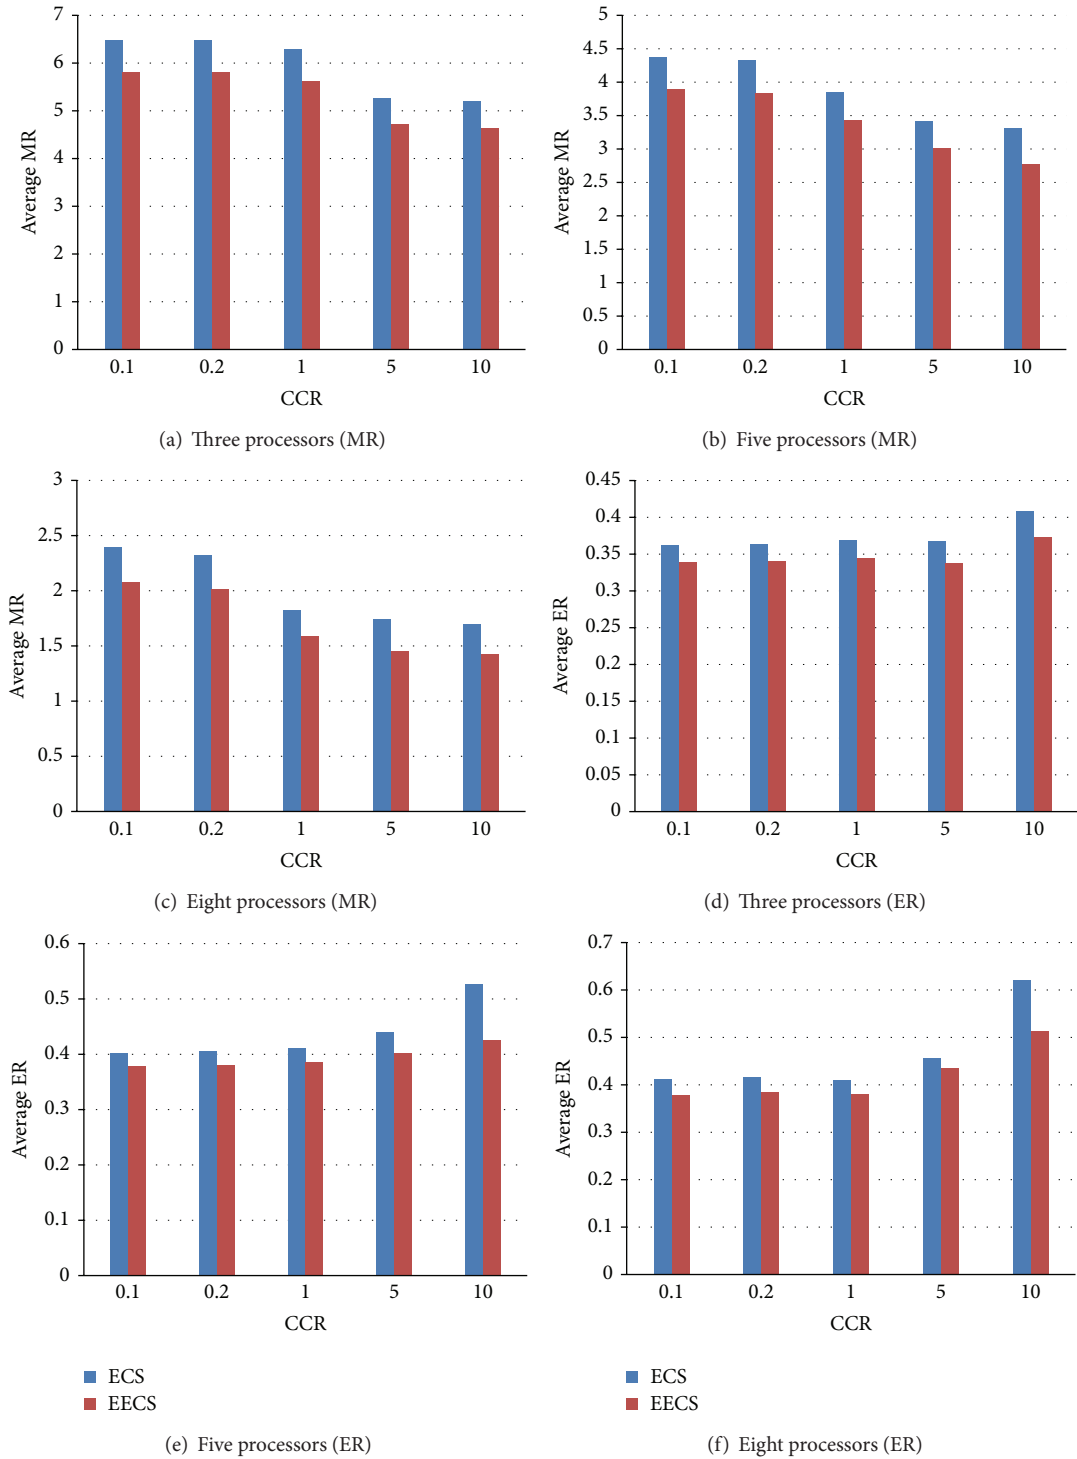 7
6
5
4
3
2
1
0
Average MR
0.1 0.2 1 5 10
CCR
(a) Three processors (MR)
5
4.5
4
3.5
3
2.5
2
1.5
1
0.5
0
Average MR
0.1 0.2 1 5 10
CCR
(b) Five processors (MR)
3
2.5
2
1.5
1
0.5
0
Average MR
0.1 0.2 1 5 10
CCR
(c) Eight processors (MR)
0.45
0.4
0.35
0.3
0.25
0.2
0.15
0.1
0.05
0
Average ER
0.1 0.2 1 5 10
CCR
(d) Three processors (ER)
0.6
0.5
0.4
0.3
0.2
0.1
0
Average ER
0.1 0.2 1 5 10
CCR
ECS
EECS
(e) Five processors (ER)
0.7
0.6
0.5
0.4
0.3
0.2
0.1
0
Average ER
0.1 0.2 1 5 10
CCR
ECS
EECS
(f) Eight processors (ER)